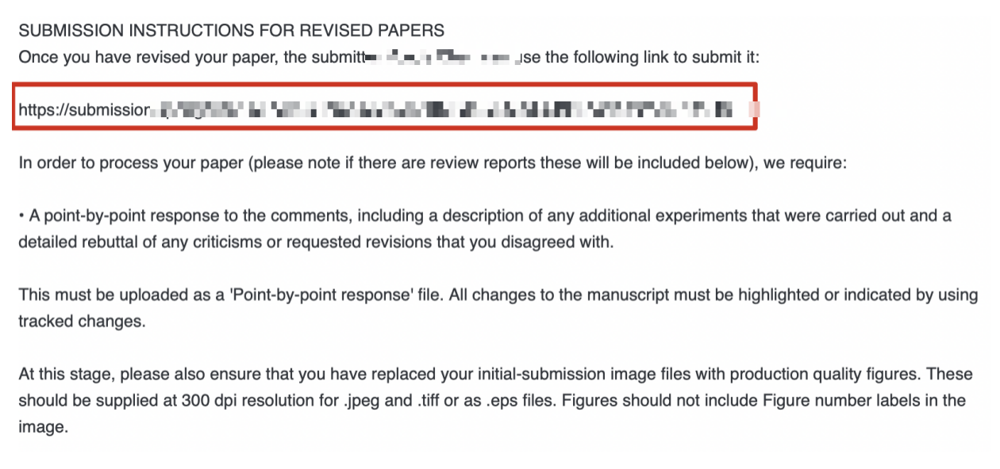 SUBMISSION INSTRUCTIONS FOR REVISED PAPERS
Once you have revised your paper, the use the following link to submit it:
https://submission
In order to process your paper (please note if there are review reports these will be included below), we require:
• A point-by-point response to the comments, including a description of any additional experiments that were carried out and a
detailed rebuttal of any criticisms or requested revisions that you disagreed with.
This must be uploaded as a 'Point-by-point response' file. All changes to the manuscript must be highlighted or indicated by using
tracked changes.
At this stage, please also ensure that you have replaced your initial-submission image files with production quality figures. These
should be supplied at 300 dpi resolution for .jpeg and .tiff or as .eps files. Figures should not include Figure number labels in the
image.